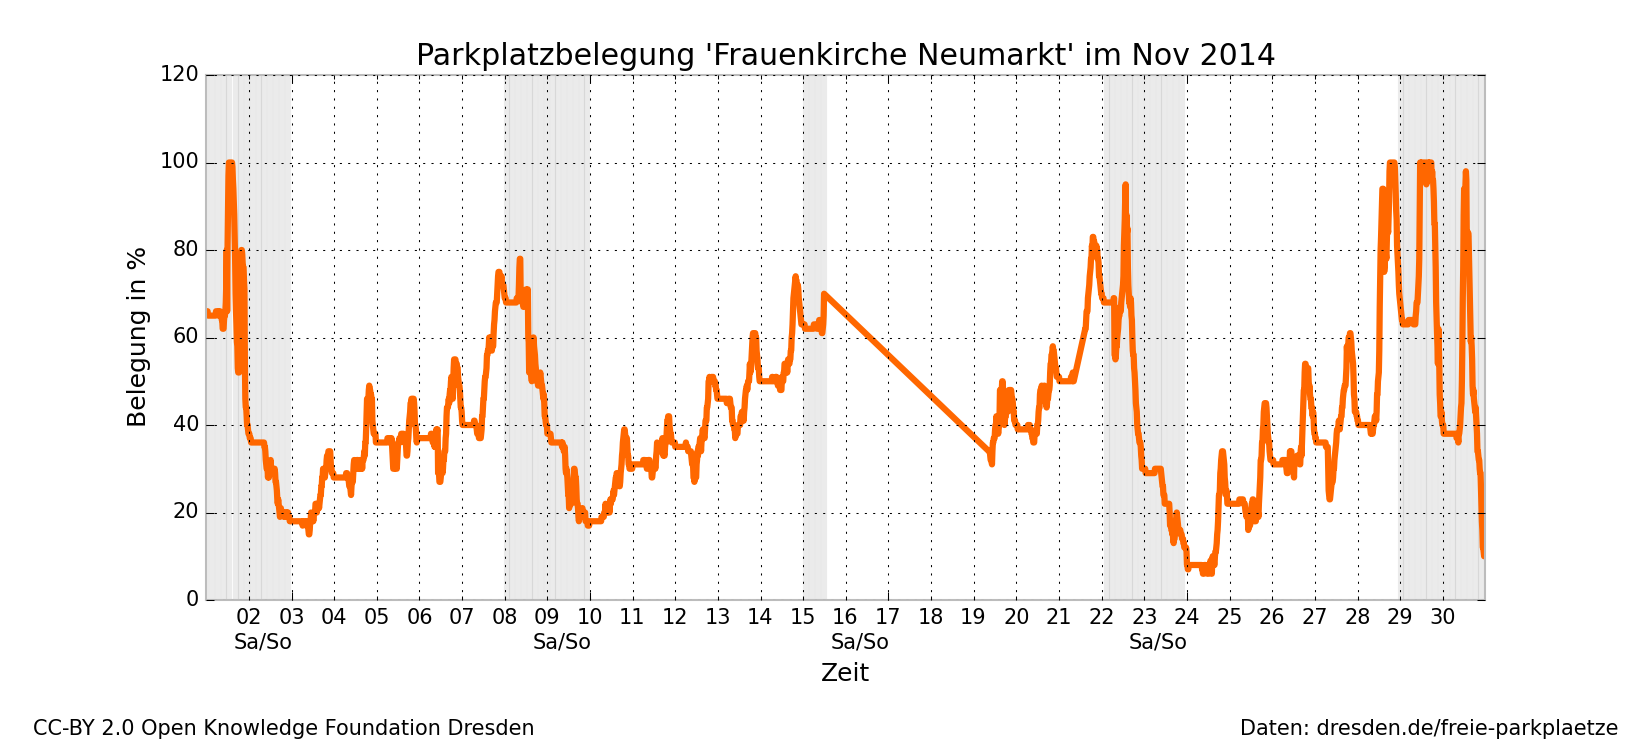 Parkplatzbelegung 'Frauenkirche Neumarkt' im Nov 2014
120
100
80
60
40
20
0
Belegung in %
02 03 04 05 06 07 08 09 10 11 12 13 14 15 16 17 18 19 20 21 22 23 24 25 26 27 28 29 30
Sa/So Sa/So Sa/So Sa/So
Zeit
CC-BY 2.0 Open Knowledge Foundation Dresden
Daten: dresden.de/freie-parkplaetze